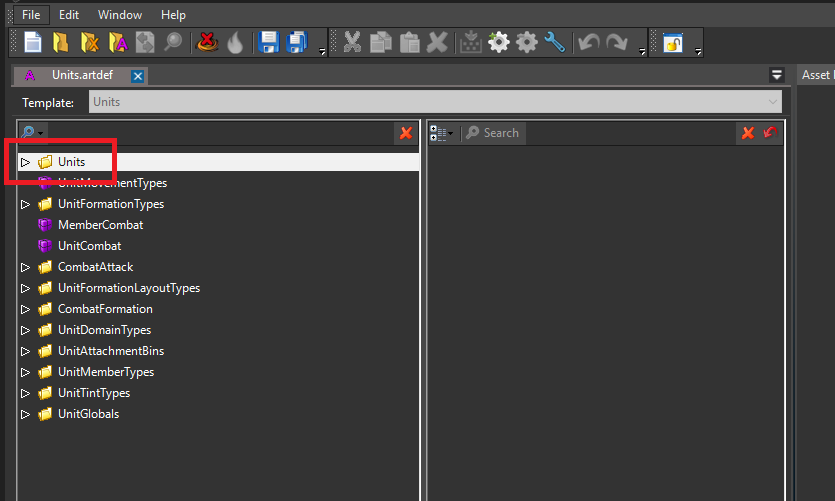 File Edit Window Help
Units.artdef
Asset
Template: Units
Search
Units
UnitMovementTypes
UnitFormationTypes
MemberCombat
UnitCombat
CombatAttack
UnitFormationLayoutTypes
CombatFormation
UnitDomainTypes
UnitAttachmentBins
UnitMemberTypes
UnitTintTypes
UnitGlobals